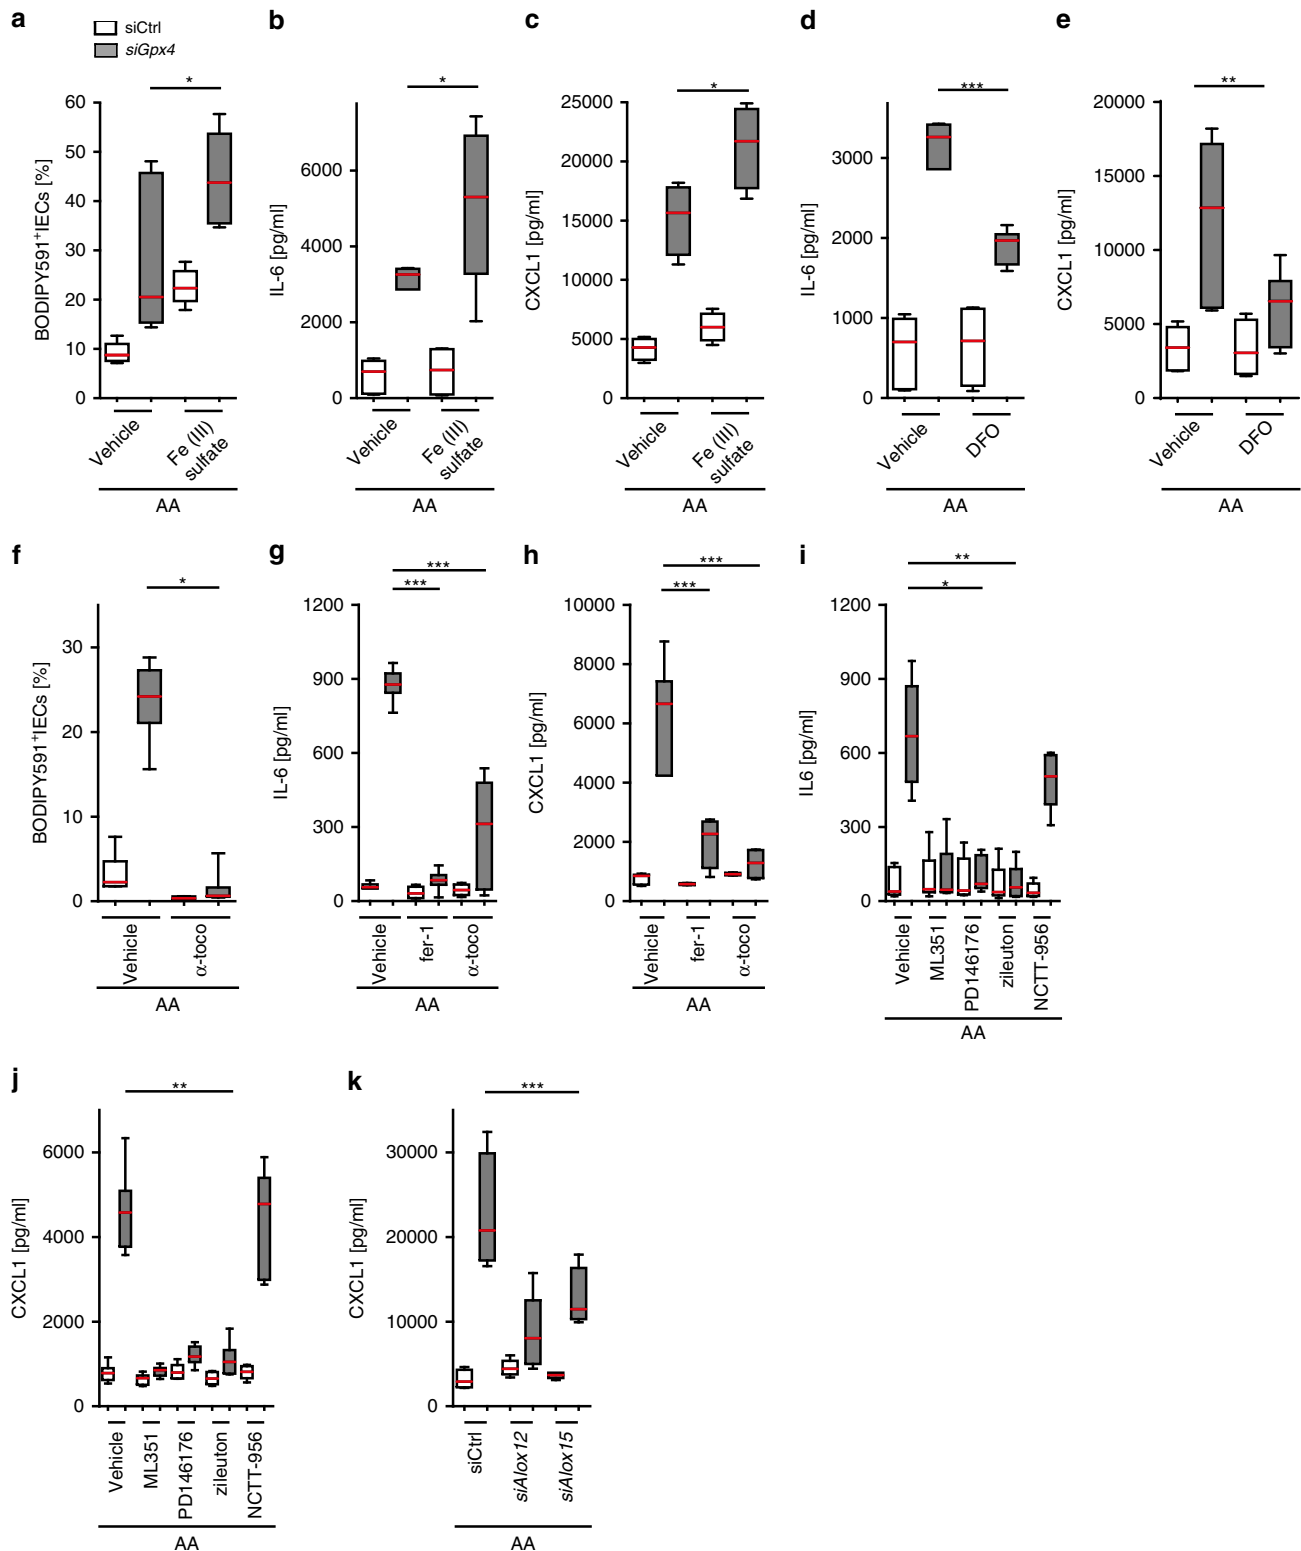 a
siCtrl
siGpx4
*
BODIPY591+IECs [%]
60
50
40
30
20
10
0
Vehicle
Fe (III)
sulfate
AA
b
*
IL-6 [pg/ml]
6000
4000
2000
0
Vehicle
Fe (III)
sulfate
AA
c
*
CXCL1 [pg/ml]
25000
20000
15000
10000
5000
0
Vehicle
Fe (III)
sulfate
AA
d
***
IL-6 [pg/ml]
3000
2000
1000
0
Vehicle
DFO
AA
e
**
CXCL1 [pg/ml]
20000
15000
10000
5000
0
Vehicle
DFO
AA
f
*
BODIPY591+IECs [%]
30
20
10
0
Vehicle
α-toco
AA
g
***
***
IL-6 [pg/ml]
1200
900
600
300
0
Vehicle
fer-1
α-toco
AA
h
***
***
CXCL1 [pg/ml]
10000
8000
6000
4000
2000
0
Vehicle
fer-1
α-toco
AA
i
**
*
IL6 [pg/ml]
1200
900
600
300
0
Vehicle
ML351
PD146176
zileuton
NCTT-956
AA
j
**
CXCL1 [pg/ml]
6000
4000
2000
0
Vehicle
ML351
PD146176
zileuton
NCTT-956
AA
k
***
CXCL1 [pg/ml]
30000
20000
10000
0
siCtrl
siAlox12
siAlox15
AA